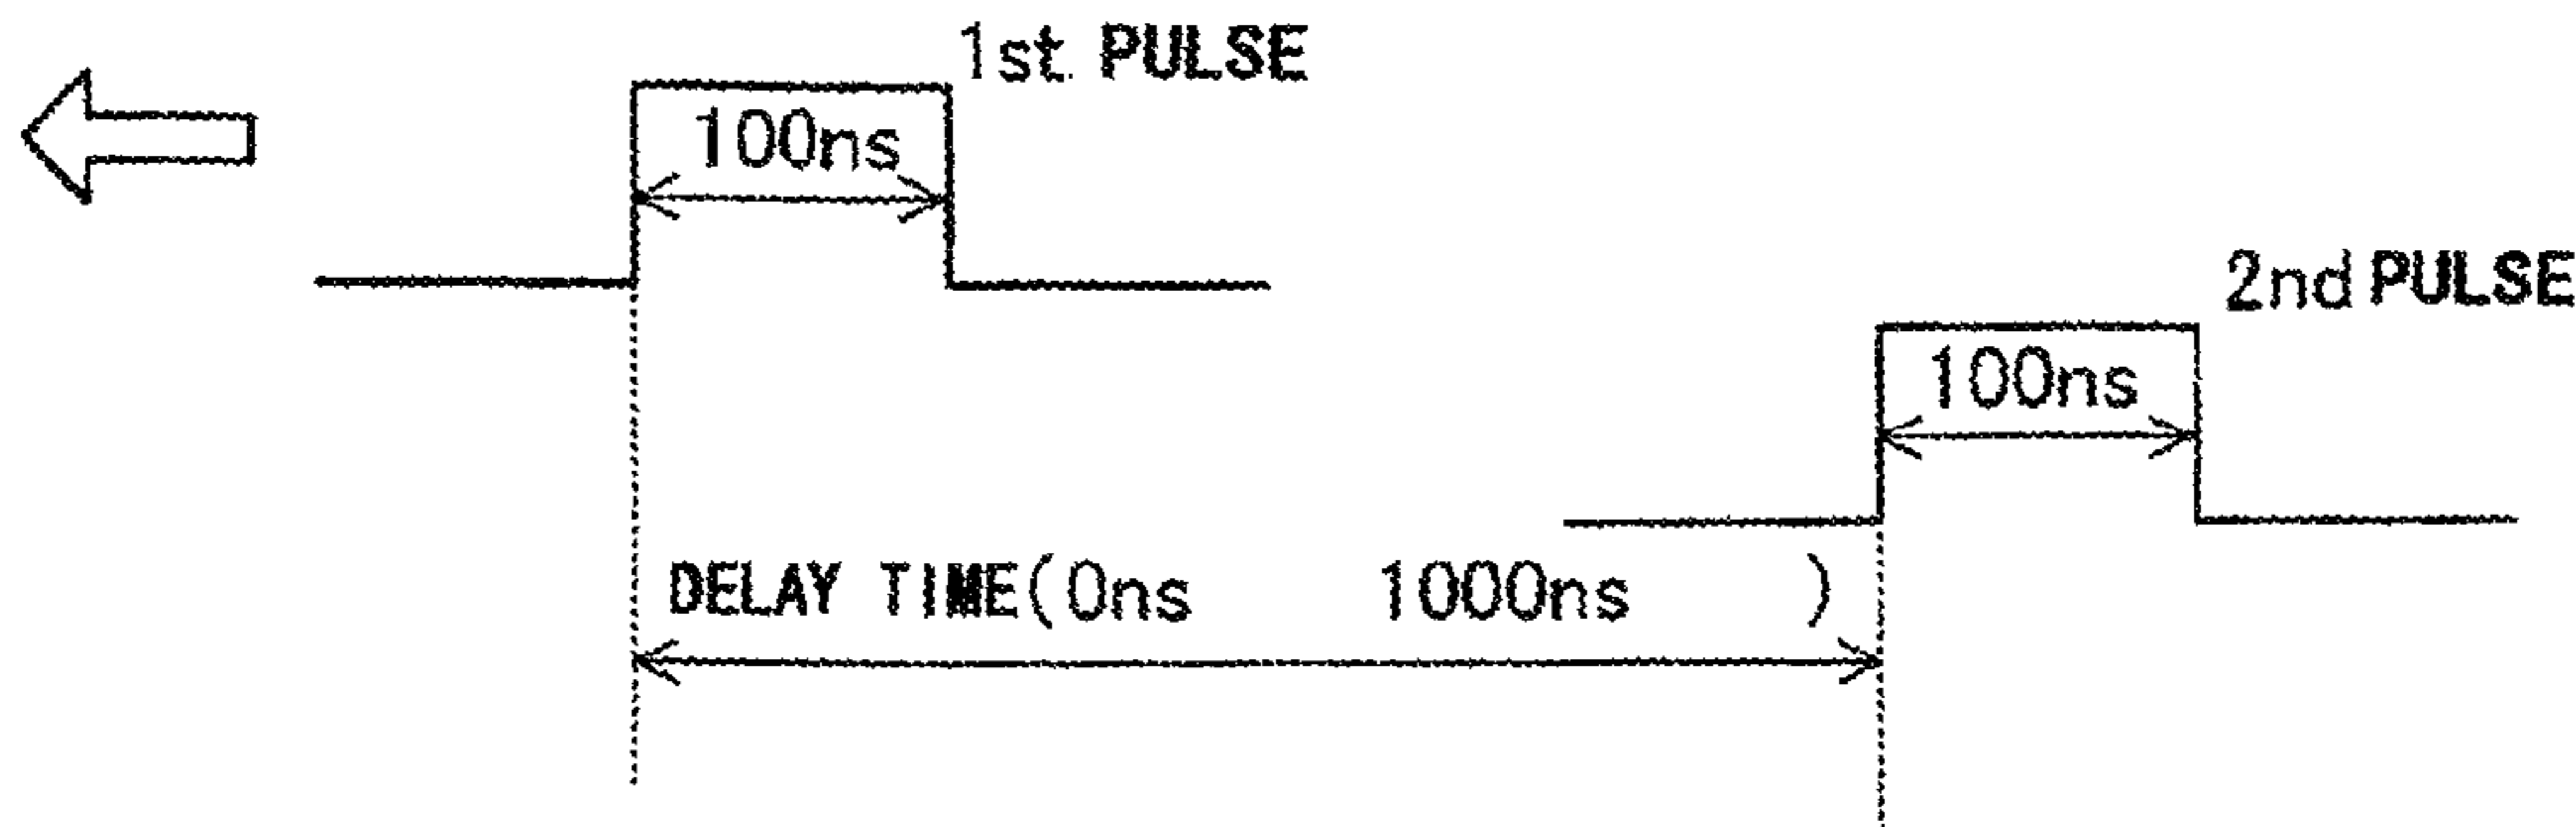 1st PULSE
100ns
2nd PULSE
100ns
DELAY TIME(0ns 1000ns )